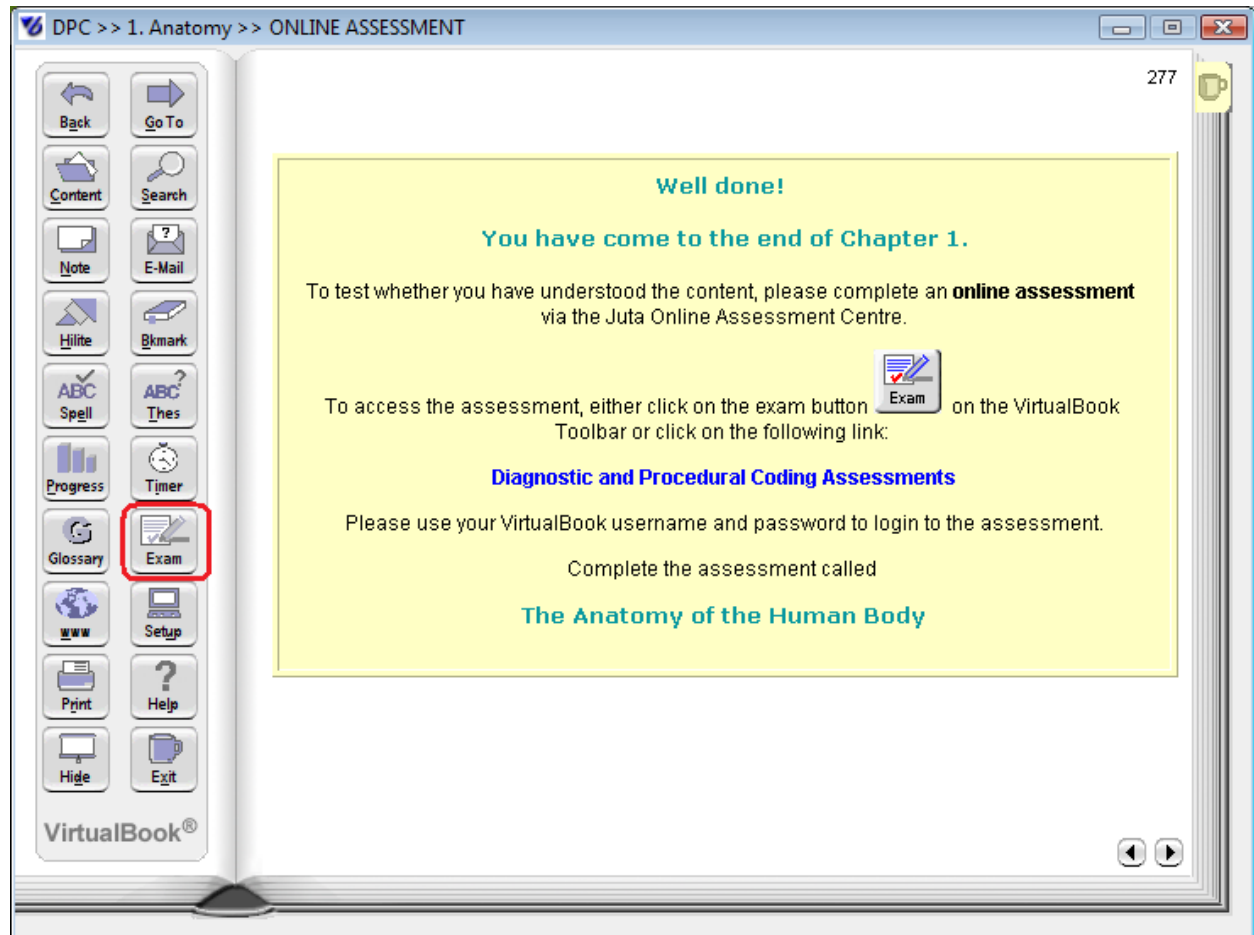 DPC >> 1. Anatomy >> ONLINE ASSESSMENT
Back
Go To
Content
Search
Note
E-Mail
Hilite
Bkmark
ABC
Spell
ABC?
Thes
Progress
Timer
G
Glossary
Exam
www
Setup
Print
?
Help
Hide
Exit
VirtualBook®
277
Well done!
You have come to the end of Chapter 1.
To test whether you have understood the content, please complete an online assessment
via the Juta Online Assessment Centre.
To access the assessment, either click on the exam button Exam on the VirtualBook
Toolbar or click on the following link:
Diagnostic and Procedural Coding Assessments
Please use your VirtualBook username and password to login to the assessment.
Complete the assessment called
The Anatomy of the Human Body